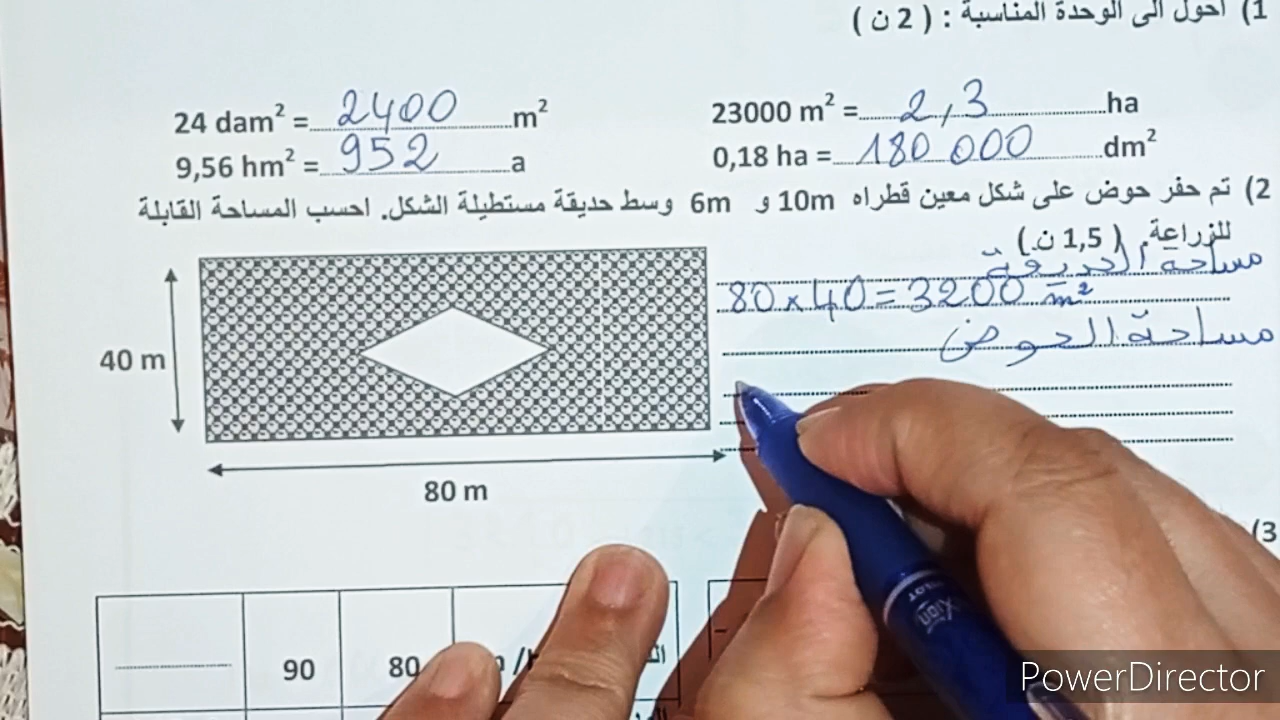 1) احول الى الوحدة المناسبة : ( 2 ن )
24 dam² = 2400 m²
23000 m² = 2,3 ha
9,56 hm² = 952 a
0,18 ha = 180 000 dm²
2) تم حفر حوض على شكل معين قطراه 10m و 6m وسط حديقة مستطيلة الشكل. احسب المساحة القابلة
للزراعة. ( 1,5 ن )
مساحة الحديقة
80 × 40 = 3200 m²
مساحة الحوض
40 m
80 m
3)
90
80
PowerDirector